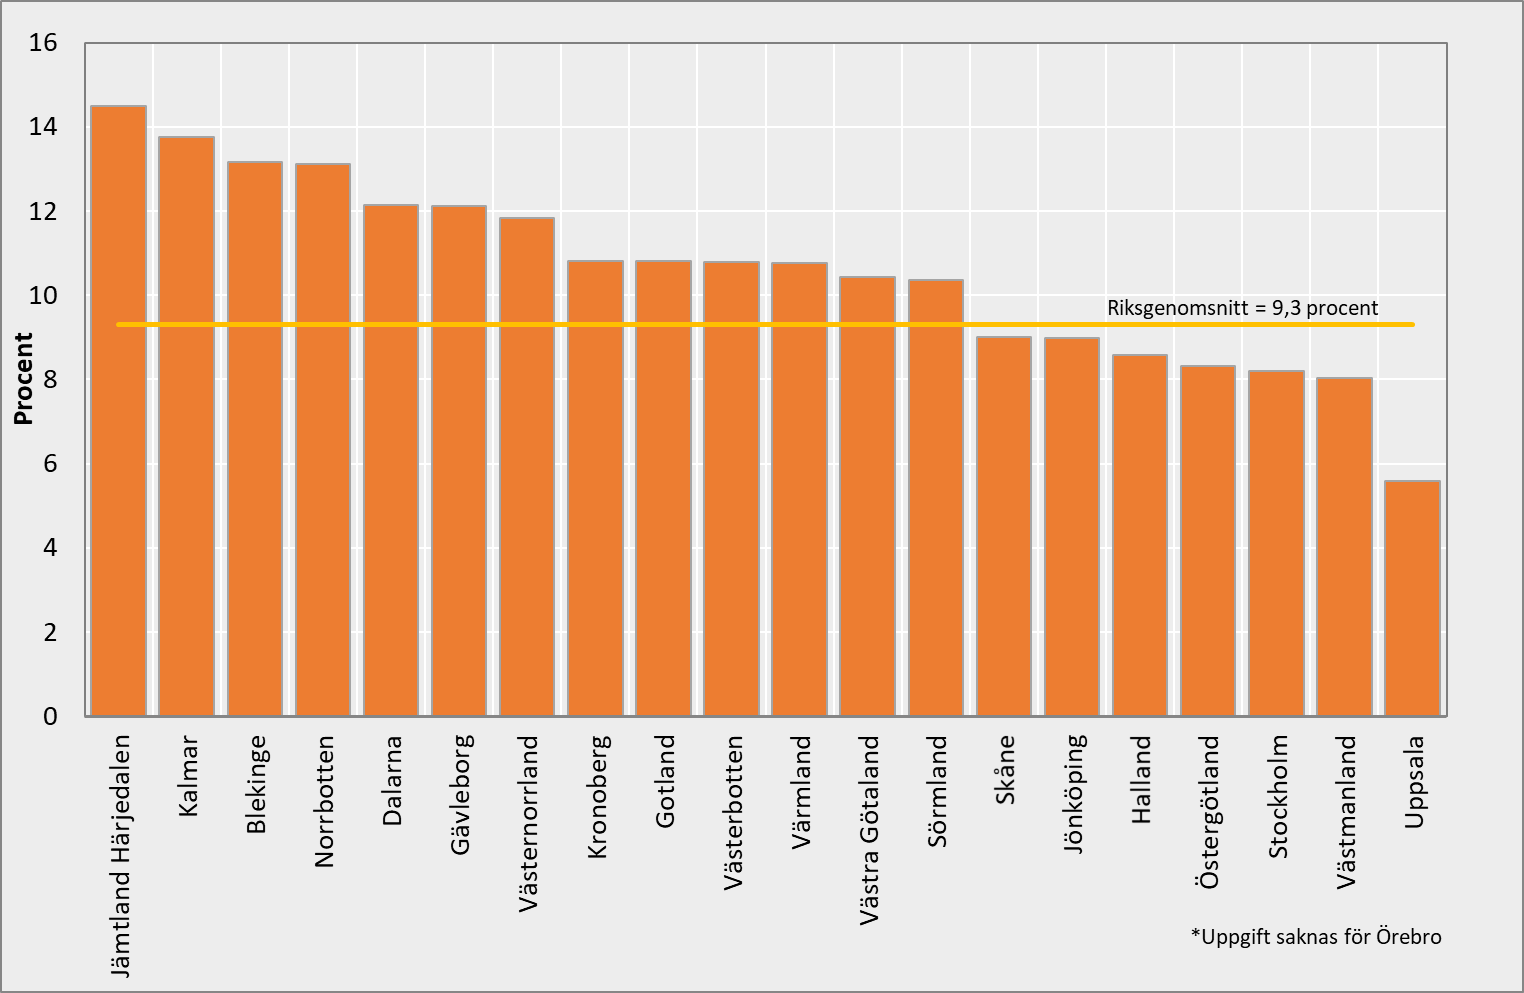 16
14
12
10
8
6
4
2
0
Procent
Riksgenomsnitt = 9,3 procent
Jämtland Härjedalen
Kalmar
Blekinge
Norrbotten
Dalarna
Gävleborg
Västernorrland
Kronoberg
Gotland
Västerbotten
Värmland
Västra Götaland
Sörmland
Skåne
Jönköping
Halland
Östergötland
Stockholm
Västmanland
Uppsala
*Uppgift saknas för Örebro